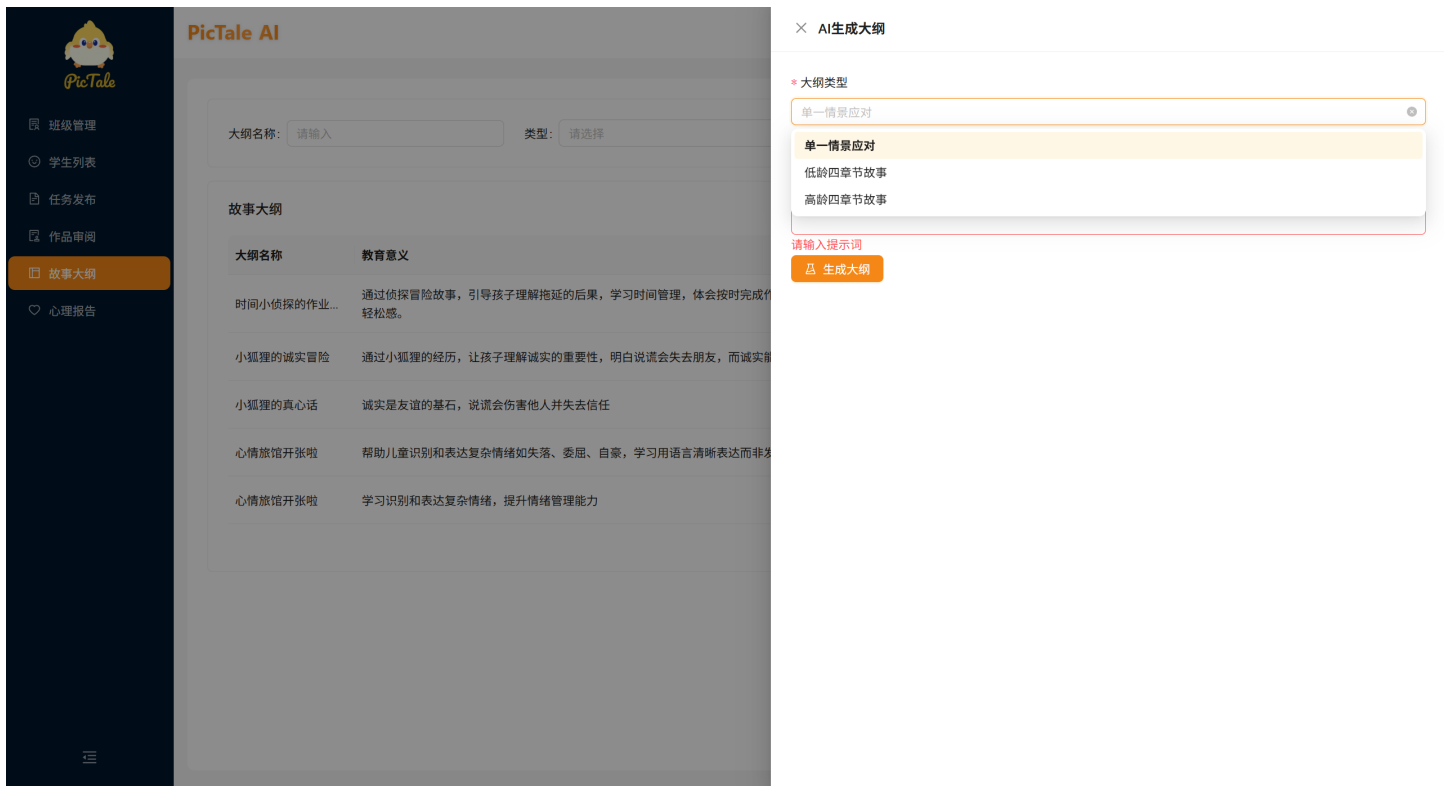 PicTale
班级管理
学生列表
任务发布
作品审阅
故事大纲
心理报告
PicTale AI
大纲名称: 请输入 类型: 请选择
故事大纲
大纲名称 教育意义
时间小侦探的作业... 通过侦探冒险故事，引导孩子理解拖延的后果，学习时间管理，体会按时完成作
轻松感。
小狐狸的诚实冒险 通过小狐狸的经历，让孩子理解诚实的重要性，明白说谎会失去朋友，而诚实能
小狐狸的真心话 诚实是友谊的基石，说谎会伤害他人并失去信任
心情旅馆开张啦 帮助儿童识别和表达复杂情绪如失落、委屈、自豪，学习用语言清晰表达而非发
心情旅馆开张啦 学习识别和表达复杂情绪，提升情绪管理能力
AI生成大纲
* 大纲类型
单一情景应对
单一情景应对
低龄四章节故事
高龄四章节故事
请输入提示词
生成大纲